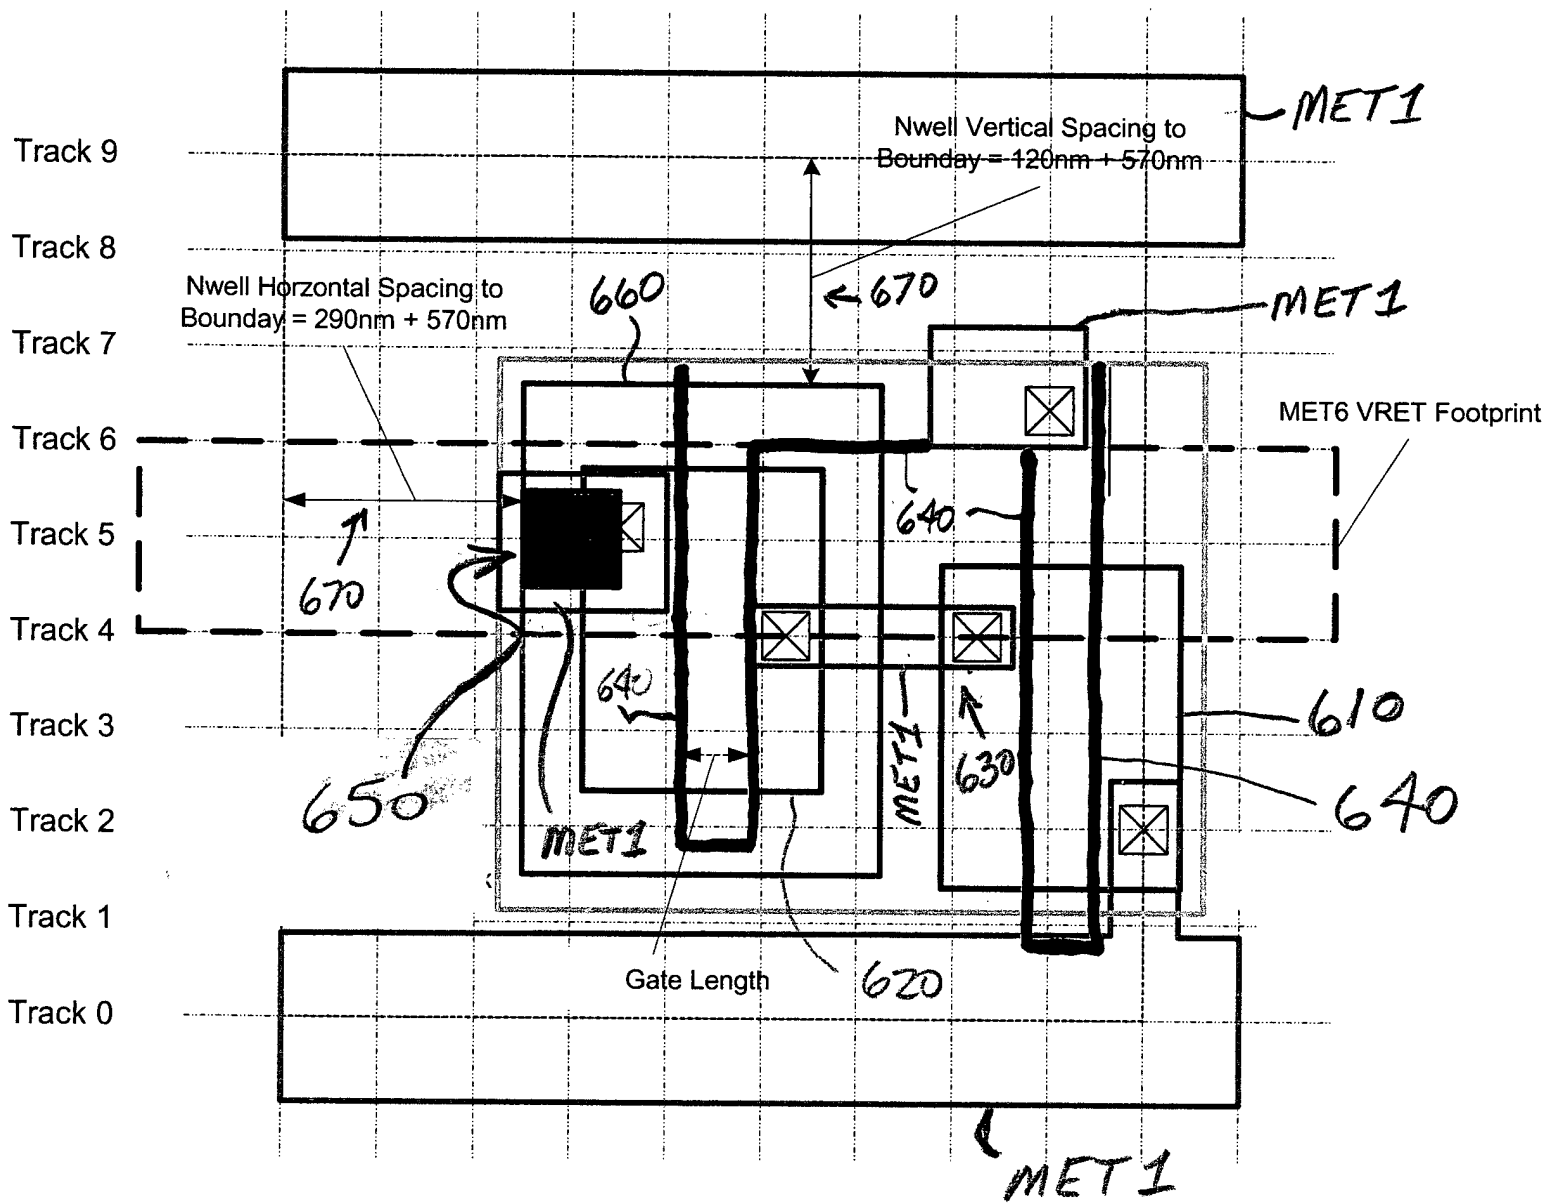 MET1
Nwell Vertical Spacing to
Bounday = 120nm + 570nm
Track 9
Track 8
Nwell Horzontal Spacing to
Bounday = 290nm + 570nm
660
670
MET1
Track 7
MET6 VRET Footprint
Track 6
640
Track 5
670
Track 4
640
610
Track 3
650
MET1
630
640
Track 2
MET1
Track 1
Gate Length
620
Track 0
MET1